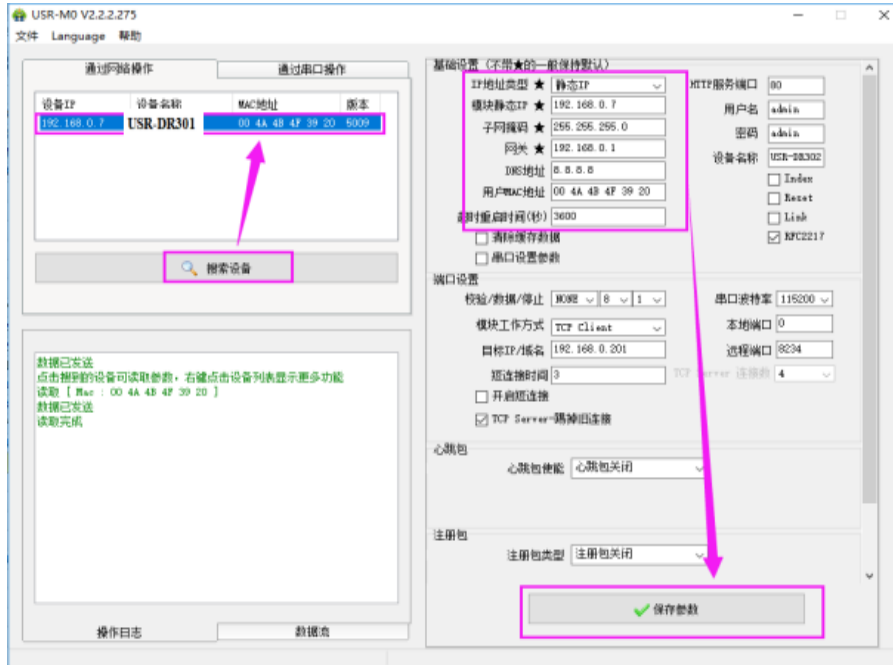 USR-M0 V2.2.2.275
文件 Language 帮助
通过网络操作 通过串口操作
设备IP 设备名称 MAC地址 版本
192.168.0.7 USR-DR301 00 4A 4B 4F 39 20 5009
搜索设备
数据已发送
点击搜到的设备可读取参数，右键点击设备列表显示更多功能
读取 [ Mac : 00 4A 4B 4F 39 20 ]
数据已发送
读取完成
操作日志 数据流
基础设置 (不带★的一般保持默认)
IP地址类型 ★ 静态IP
模块静态IP ★ 192.168.0.7
子网掩码 ★ 255.255.255.0
网关 ★ 192.168.0.1
DNS地址 8.8.8.8
用户MAC地址 00 4A 4B 4F 39 20
超时重启时间(秒) 3600
清除缓存数据
串口设置参数
HTTP服务端口 80
用户名 admin
密码 admin
设备名称 USR-DR302
Index
Reset
Link
RFC2217
端口设置
校验/数据/停止 NONE 8 1 串口波特率 115200
模块工作方式 TCP Client 本地端口 0
目标IP/域名 192.168.0.201 远程端口 8234
短连接时间 3 TCP Server 连接数 4
开启短连接
TCP Server-踢掉旧连接
心跳包
心跳包使能 心跳包关闭
注册包
注册包类型 注册包关闭
保存参数